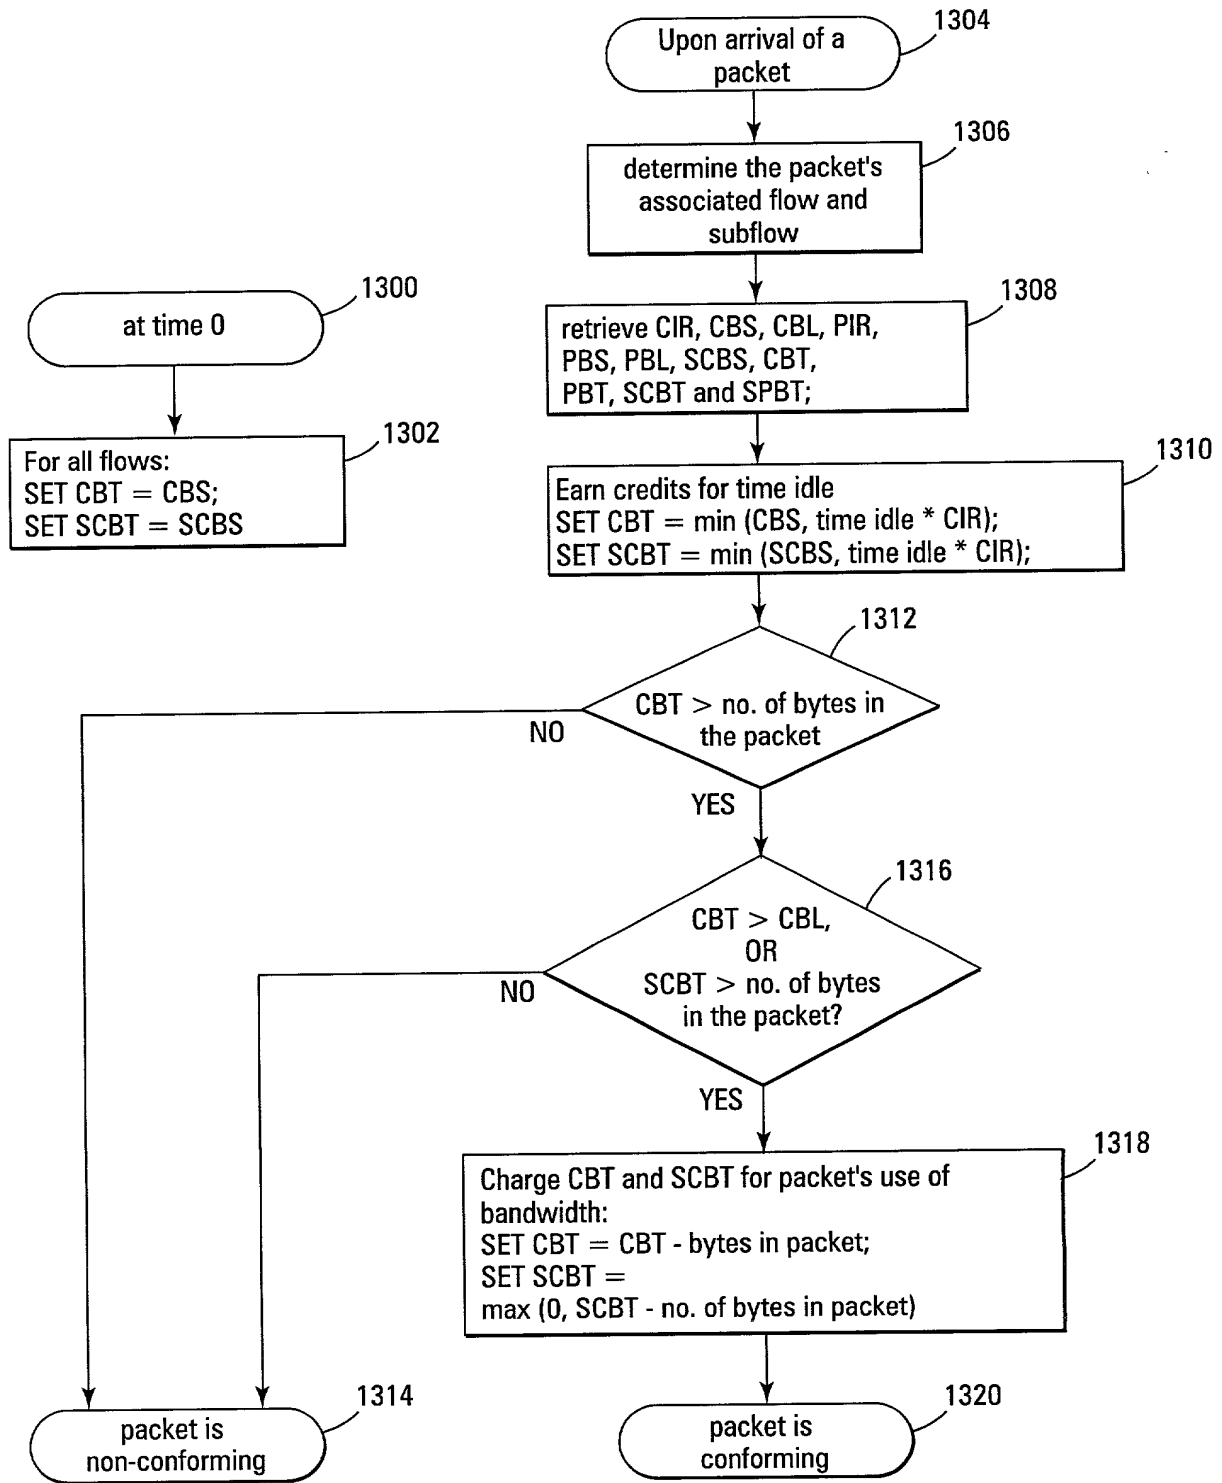 Upon arrival of a
packet
1304
determine the packet's
associated flow and
subflow
1306
at time 0
1300
retrieve CIR, CBS, CBL, PIR,
PBS, PBL, SCBS, CBT,
PBT, SCBT and SPBT;
1308
For all flows:
SET CBT = CBS;
SET SCBT = SCBS
1302
Earn credits for time idle
SET CBT = min (CBS, time idle * CIR);
SET SCBT = min (SCBS, time idle * CIR);
1310
CBT > no. of bytes in
the packet
1312
NO
YES
CBT > CBL,
OR
SCBT > no. of bytes
in the packet?
1316
NO
YES
Charge CBT and SCBT for packet's use of
bandwidth:
SET CBT = CBT - bytes in packet;
SET SCBT =
max (0, SCBT - no. of bytes in packet)
1318
packet is
non-conforming
1314
packet is
conforming
1320